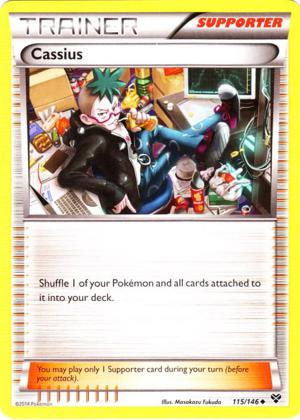 TRAINER SUPPORTER
Cassius
Shuffle 1 of your Pokémon and all cards attached to
it into your deck.
You may play only 1 Supporter card during your turn (before
your attack).
©2014 Pokémon
Illus. Masakazu Fukuda
115/146